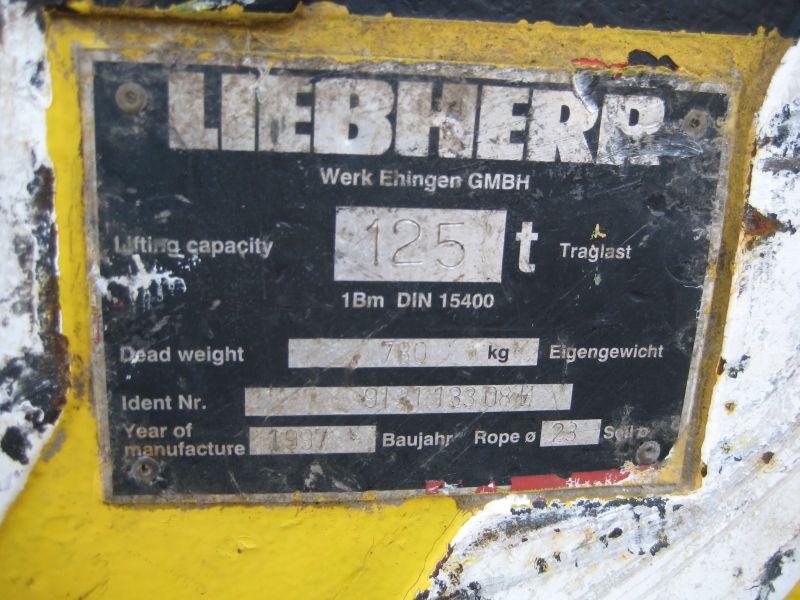 LIEBHERR
Werk Ehingen GMBH
Lifting capacity 125 t Traglast
1Bm DIN 15400
Dead weight 780 kg Eigengewicht
Ident Nr.
Year of manufacture 1997 Baujahr Rope ø 23 Seil ø